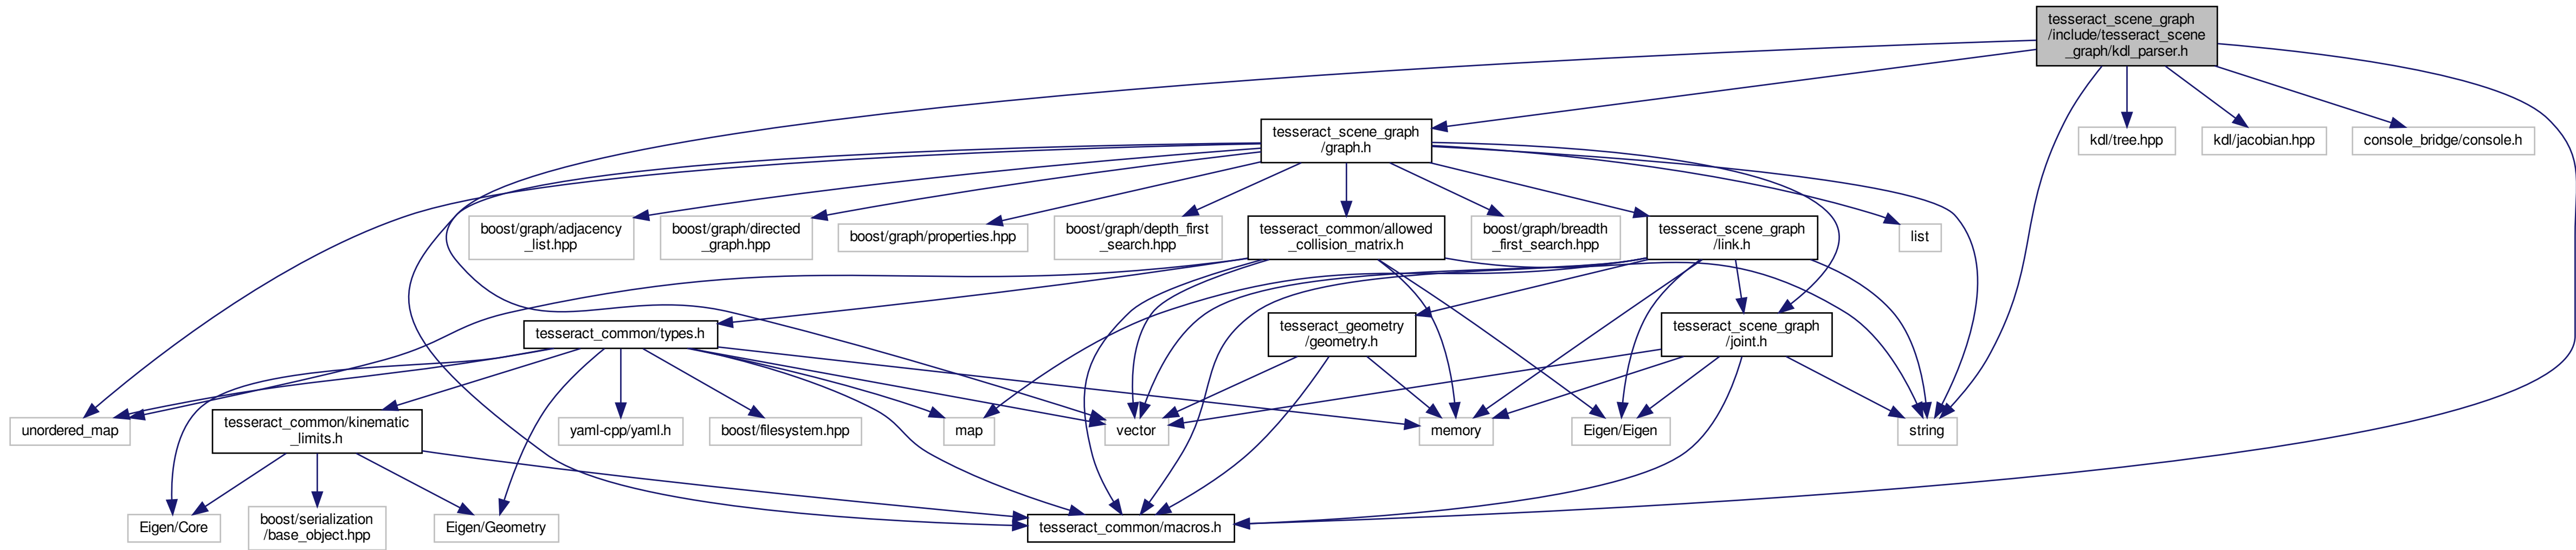 tesseract_scene_graph
/include/tesseract_scene
_graph/kdl_parser.h
tesseract_scene_graph
/graph.h
kdl/tree.hpp
kdl/jacobian.hpp
console_bridge/console.h
boost/graph/adjacency
_list.hpp
boost/graph/directed
_graph.hpp
boost/graph/properties.hpp
boost/graph/depth_first
_search.hpp
tesseract_common/allowed
_collision_matrix.h
boost/graph/breadth
_first_search.hpp
tesseract_scene_graph
/link.h
list
tesseract_common/types.h
tesseract_geometry
/geometry.h
tesseract_scene_graph
/joint.h
unordered_map
tesseract_common/kinematic
_limits.h
yaml-cpp/yaml.h
boost/filesystem.hpp
map
vector
memory
Eigen/Eigen
string
Eigen/Core
boost/serialization
/base_object.hpp
Eigen/Geometry
tesseract_common/macros.h